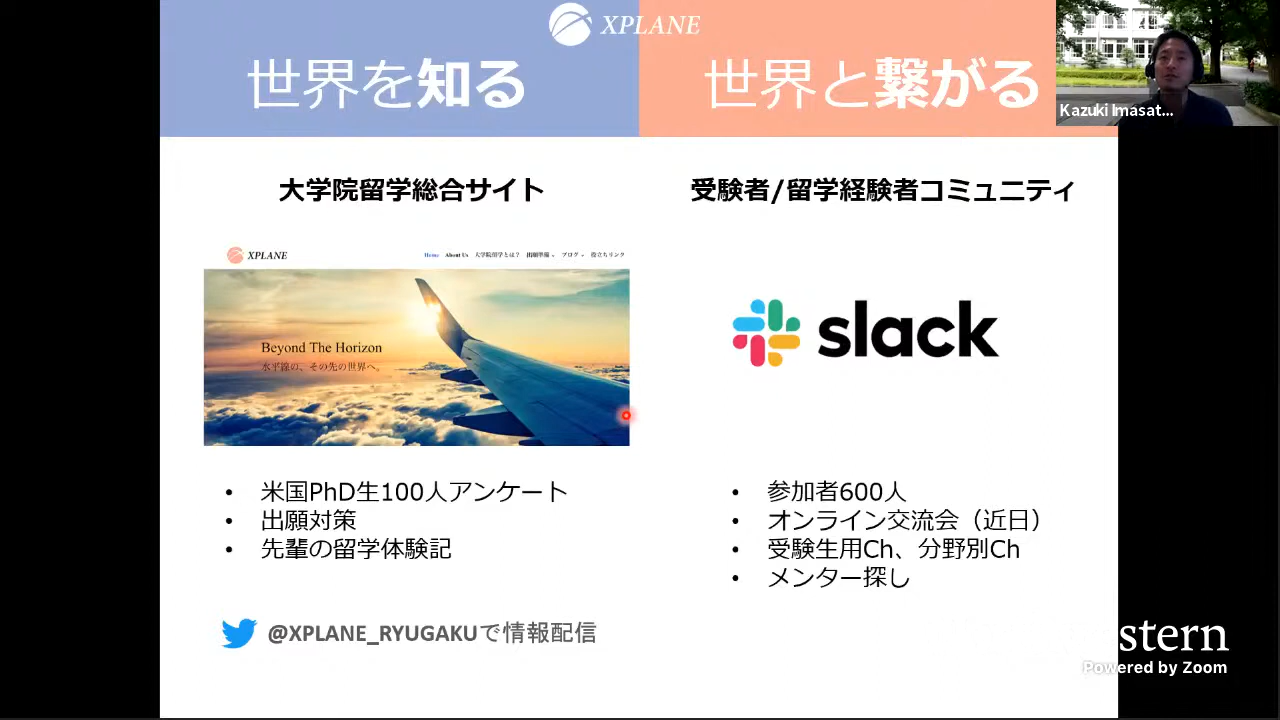 XPLANE
世界を知る
世界と繋がる
Kazuki Imasat...
大学院留学総合サイト
受験者/留学経験者コミュニティ
XPLANE
Home About Us 大学院留学とは? 出願準備 ブログ 役立ちリンク
Beyond The Horizon
水平線の、その先の世界へ。
slack
• 米国PhD生100人アンケート
• 出願対策
• 先輩の留学体験記
• 参加者600人
• オンライン交流会（近日）
• 受験生用Ch、分野別Ch
• メンター探し
@XPLANE_RYUGAKUで情報配信
stern
Powered by Zoom